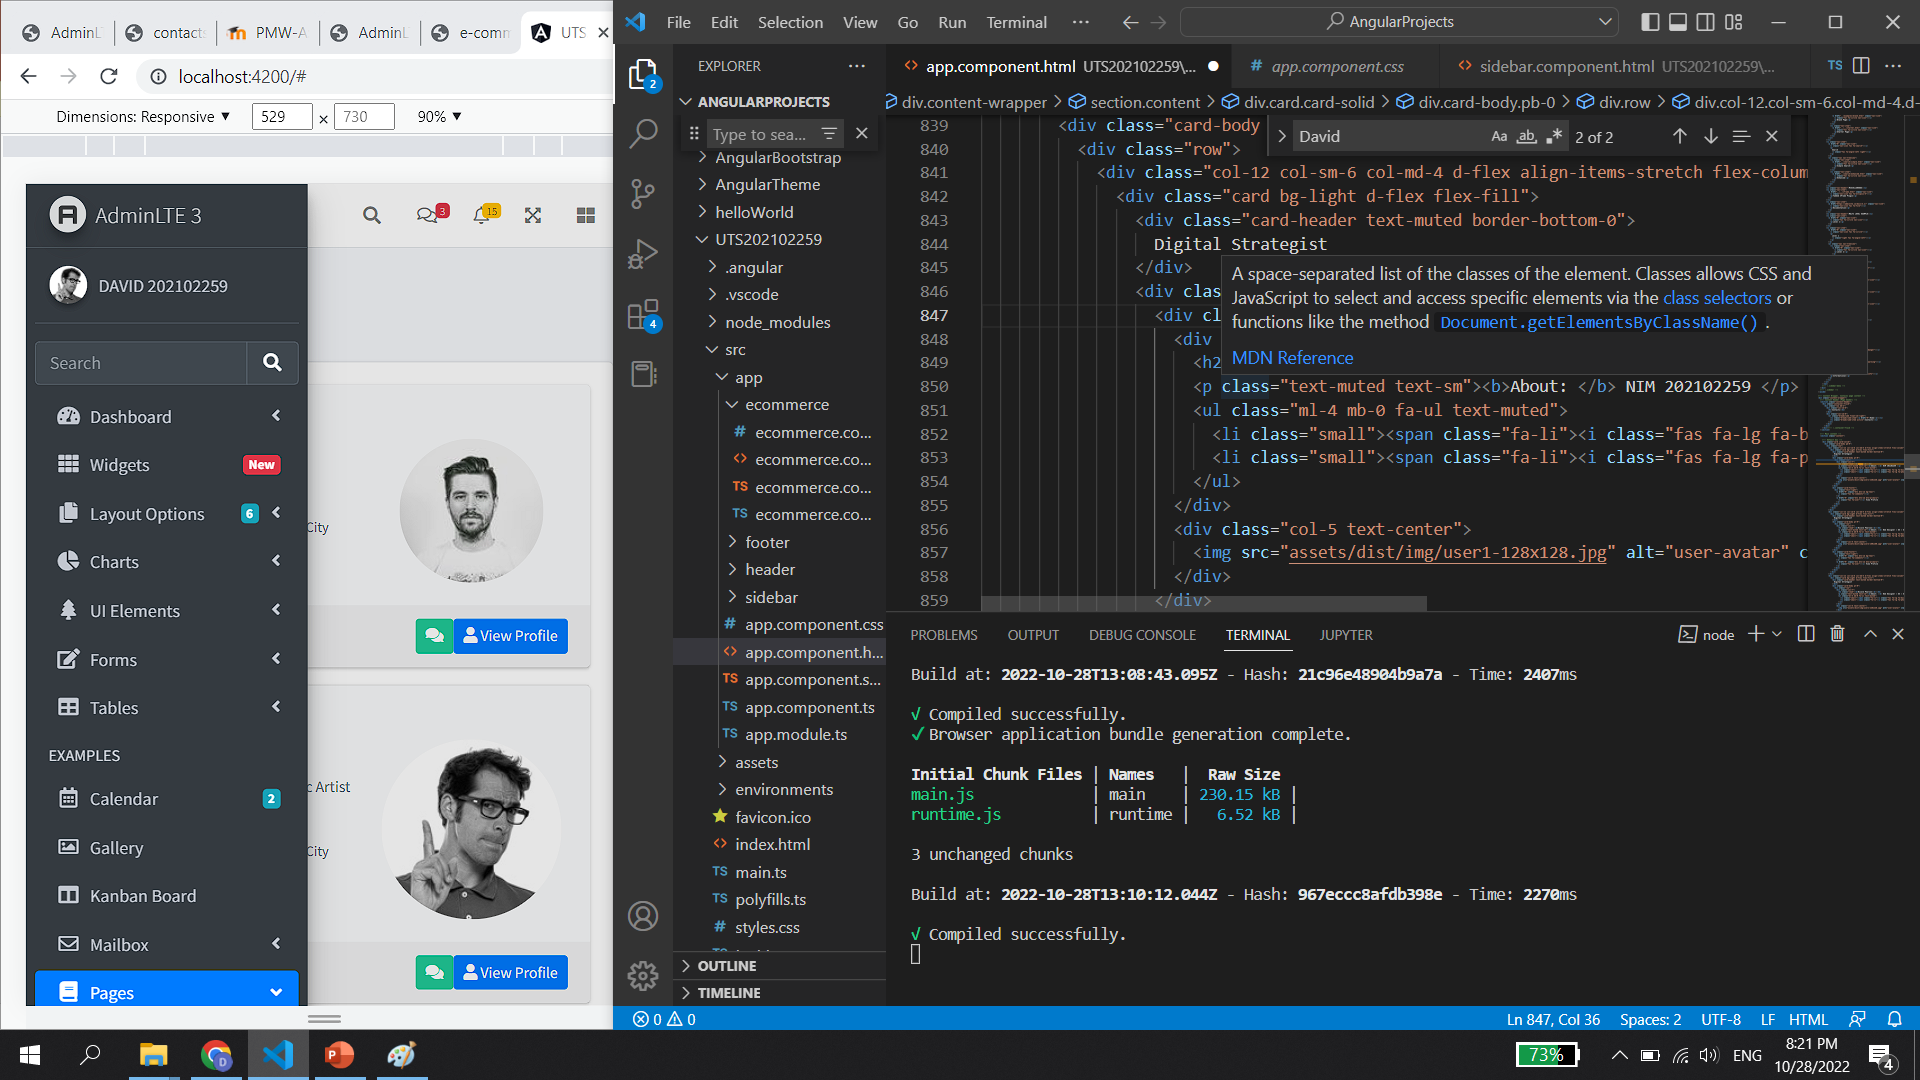 AdminL
contact
PMW-A
AdminL
e-comm
UTS
localhost:4200/#
Dimensions: Responsive ▼ 529 × 730 90% ▼
AdminLTE 3
3
15
DAVID 202102259
Search
Dashboard
Widgets New
Layout Options 6
Charts
UI Elements
Forms
Tables
EXAMPLES
Calendar 2
Gallery
Kanban Board
Mailbox
Pages
City
View Profile
c Artist
City
View Profile
File Edit Selection View Go Run Terminal ···
AngularProjects
2
4
EXPLORER
ANGULARPROJECTS
Type to sea...
AngularBootstrap
AngularTheme
helloWorld
UTS202102259
.angular
.vscode
node_modules
src
app
ecommerce
# ecommerce.co...
<> ecommerce.co...
TS ecommerce.co...
TS ecommerce.co...
footer
header
sidebar
# app.component.css
<> app.component.h...
TS app.component.s...
TS app.component.ts
TS app.module.ts
assets
environments
favicon.ico
<> index.html
TS main.ts
TS polyfills.ts
# styles.css
OUTLINE
TIMELINE
<> app.component.html UTS202102259\... ●
# app.component.css
<> sidebar.component.html UTS202102259\...
TS
div.content-wrapper > section.content > div.card.card-solid > div.card-body.pb-0 > div.row > div.col-12.col-sm-6.col-md-4.d-
David Aa ab .* 2 of 2
839 <div class="card-body
840 <div class="row">
841 <div class="col-12 col-sm-6 col-md-4 d-flex align-items-stretch flex-colum
842 <div class="card bg-light d-flex flex-fill">
843 <div class="card-header text-muted border-bottom-0">
844 Digital Strategist
845 </div>
846 <div clas
847 <div cl
848 <div
849 <h2
850 <p class="text-muted text-sm"><b>About: </b> NIM 202102259 </p>
851 <ul class="ml-4 mb-0 fa-ul text-muted">
852 <li class="small"><span class="fa-li"><i class="fas fa-lg fa-b
853 <li class="small"><span class="fa-li"><i class="fas fa-lg fa-p
854 </ul>
855 </div>
856 <div class="col-5 text-center">
857 <img src="assets/dist/img/user1-128x128.jpg" alt="user-avatar" c
858 </div>
859 </div>
A space-separated list of the classes of the element. Classes allows CSS and
JavaScript to select and access specific elements via the class selectors or
functions like the method Document.getElementsByClassName() .
MDN Reference
PROBLEMS OUTPUT DEBUG CONSOLE TERMINAL JUPYTER
node
Build at: 2022-10-28T13:08:43.095Z - Hash: 21c96e48904b9a7a - Time: 2407ms
√ Compiled successfully.
✓ Browser application bundle generation complete.
Initial Chunk Files | Names | Raw Size
main.js | main | 230.15 kB |
runtime.js | runtime | 6.52 kB |
3 unchanged chunks
Build at: 2022-10-28T13:10:12.044Z - Hash: 967eccc8afdb398e - Time: 2270ms
√ Compiled successfully.
0 0
Ln 847, Col 36 Spaces: 2 UTF-8 LF HTML
73%
ENG
8:21 PM
10/28/2022
4